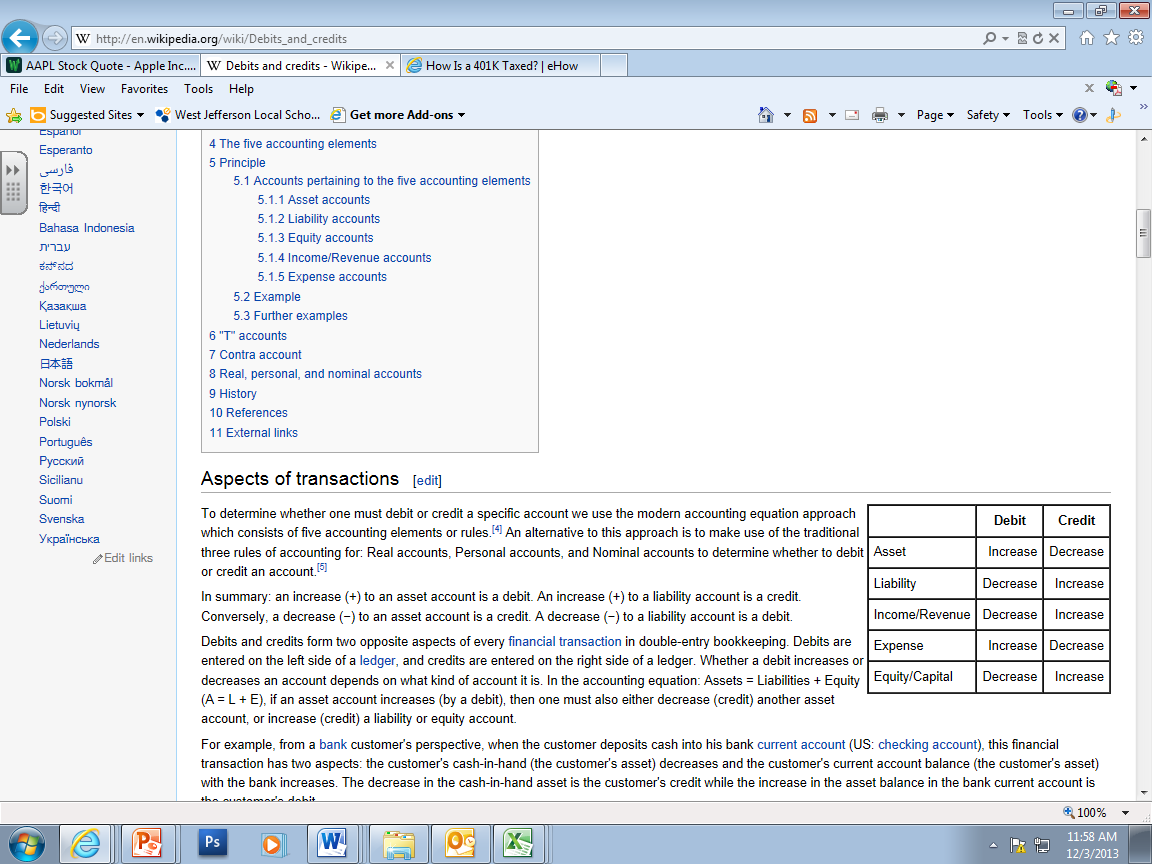 http://en.wikipedia.org/wiki/Debits_and_credits
AAPL Stock Quote - Apple Inc....
W Debits and credits - Wikipe...
How Is a 401K Taxed? | eHow
File Edit View Favorites Tools Help
Suggested Sites West Jefferson Local Scho... Get more Add-ons Page Safety Tools
Español
Esperanto
فارسی
한국어
हिन्दी
Bahasa Indonesia
עברית
ಕನ್ನಡ
ქართული
Қазақша
Lietuvių
Nederlands
日本語
Norsk bokmål
Norsk nynorsk
Polski
Português
Русский
Sicilianu
Suomi
Svenska
Українська
Edit links
4 The five accounting elements
5 Principle
5.1 Accounts pertaining to the five accounting elements
5.1.1 Asset accounts
5.1.2 Liability accounts
5.1.3 Equity accounts
5.1.4 Income/Revenue accounts
5.1.5 Expense accounts
5.2 Example
5.3 Further examples
6 "T" accounts
7 Contra account
8 Real, personal, and nominal accounts
9 History
10 References
11 External links
Aspects of transactions [edit]
To determine whether one must debit or credit a specific account we use the modern accounting equation approach
which consists of five accounting elements or rules.[4] An alternative to this approach is to make use of the traditional
three rules of accounting for: Real accounts, Personal accounts, and Nominal accounts to determine whether to debit
or credit an account.[5]
In summary: an increase (+) to an asset account is a debit. An increase (+) to a liability account is a credit.
Conversely, a decrease (−) to an asset account is a credit. A decrease (−) to a liability account is a debit.
Debits and credits form two opposite aspects of every financial transaction in double-entry bookkeeping. Debits are
entered on the left side of a ledger, and credits are entered on the right side of a ledger. Whether a debit increases or
decreases an account depends on what kind of account it is. In the accounting equation: Assets = Liabilities + Equity
(A = L + E), if an asset account increases (by a debit), then one must also either decrease (credit) another asset
account, or increase (credit) a liability or equity account.
Debit Credit
Asset Increase Decrease
Liability Decrease Increase
Income/Revenue Decrease Increase
Expense Increase Decrease
Equity/Capital Decrease Increase
For example, from a bank customer's perspective, when the customer deposits cash into his bank current account (US: checking account), this financial
transaction has two aspects: the customer's cash-in-hand (the customer's asset) decreases and the customer's current account balance (the customer's asset)
with the bank increases. The decrease in the cash-in-hand asset is the customer's credit while the increase in the asset balance in the bank current account is
the customer's debit.
100%
Ps
11:58 AM
12/3/2013